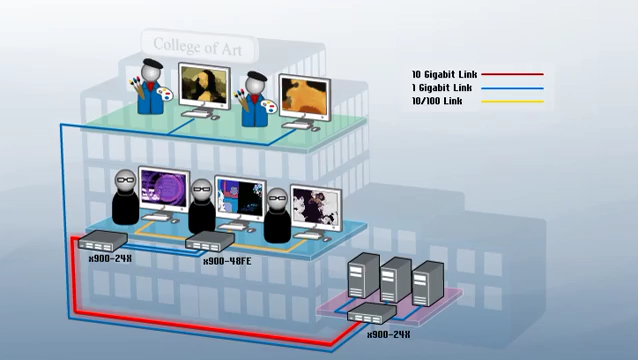 College of Art
10 Gigabit Link
1 Gigabit Link
10/100 Link
x900-24X
x900-48FE
x900-24X